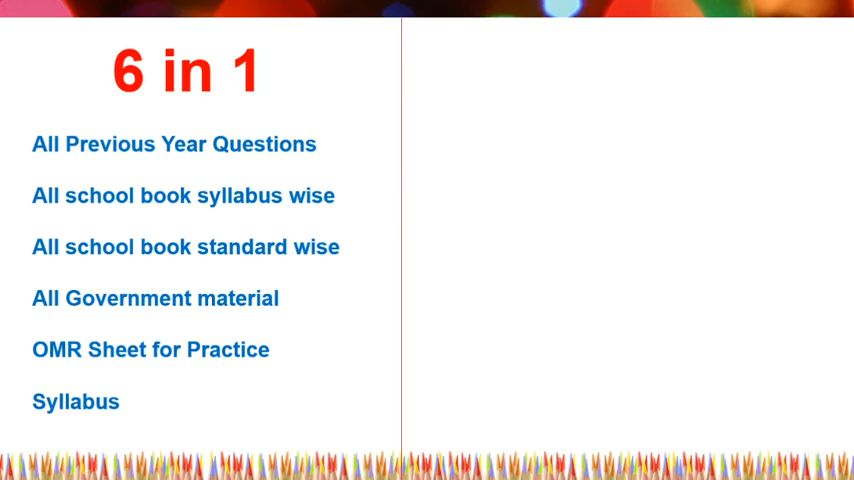 6 in 1
All Previous Year Questions
All school book syllabus wise
All school book standard wise
All Government material
OMR Sheet for Practice
Syllabus